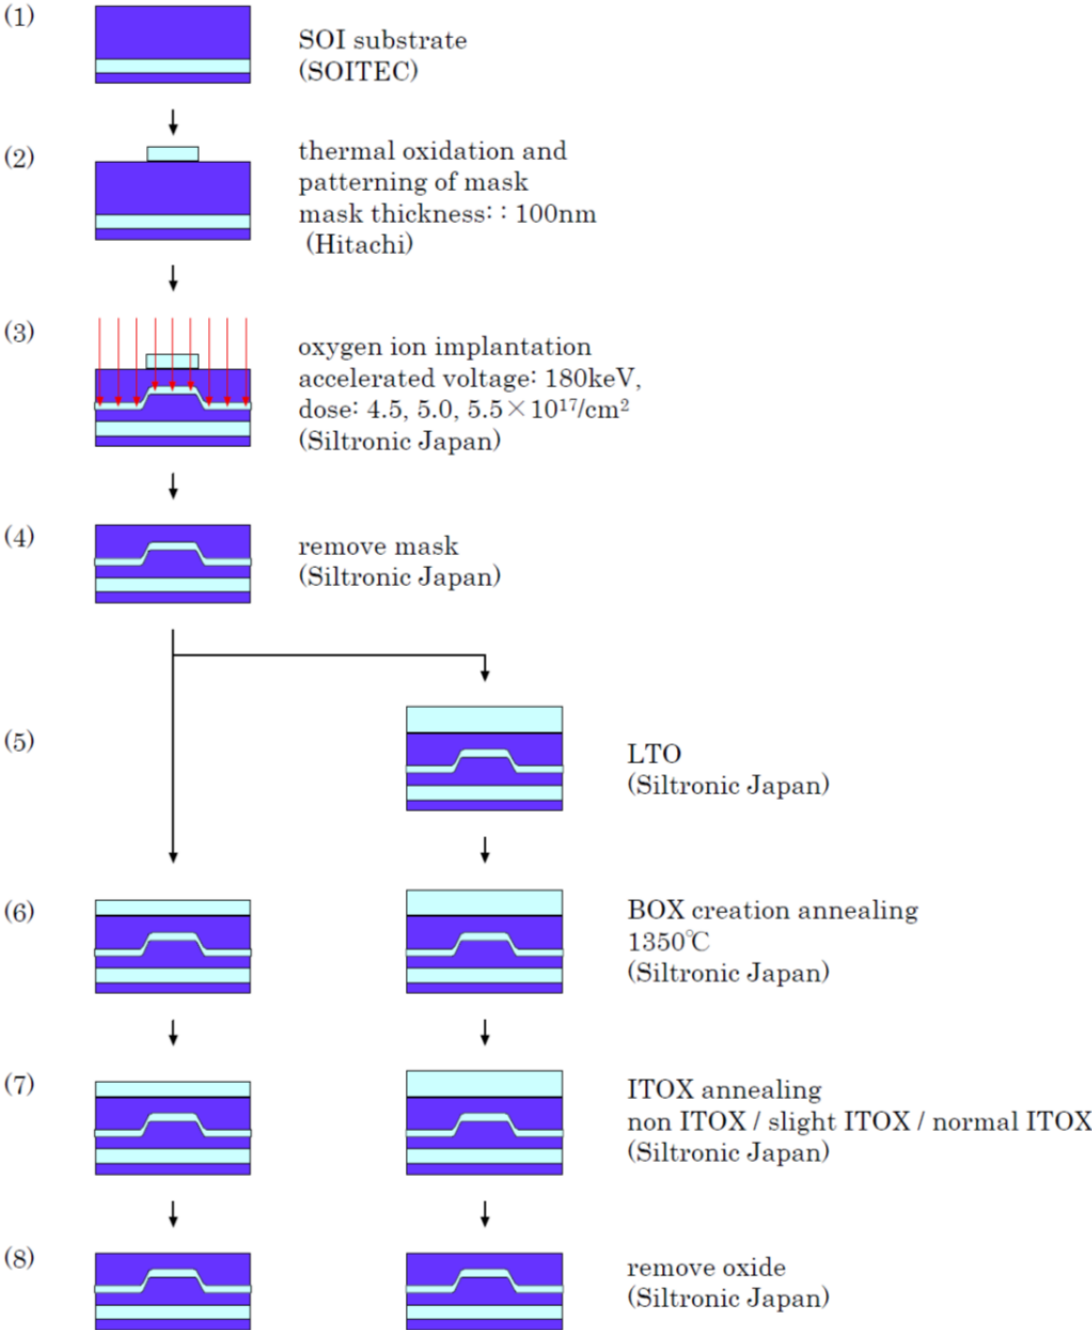 (1)
SOI substrate
(SOITEC)
(2)
thermal oxidation and
patterning of mask
mask thickness: : 100nm
(Hitachi)
(3)
oxygen ion implantation
accelerated voltage: 180keV,
dose: 4.5, 5.0, 5.5×10¹⁷/cm²
(Siltronic Japan)
(4)
remove mask
(Siltronic Japan)
(5)
LTO
(Siltronic Japan)
(6)
BOX creation annealing
1350℃
(Siltronic Japan)
(7)
ITOX annealing
non ITOX / slight ITOX / normal ITOX
(Siltronic Japan)
(8)
remove oxide
(Siltronic Japan)